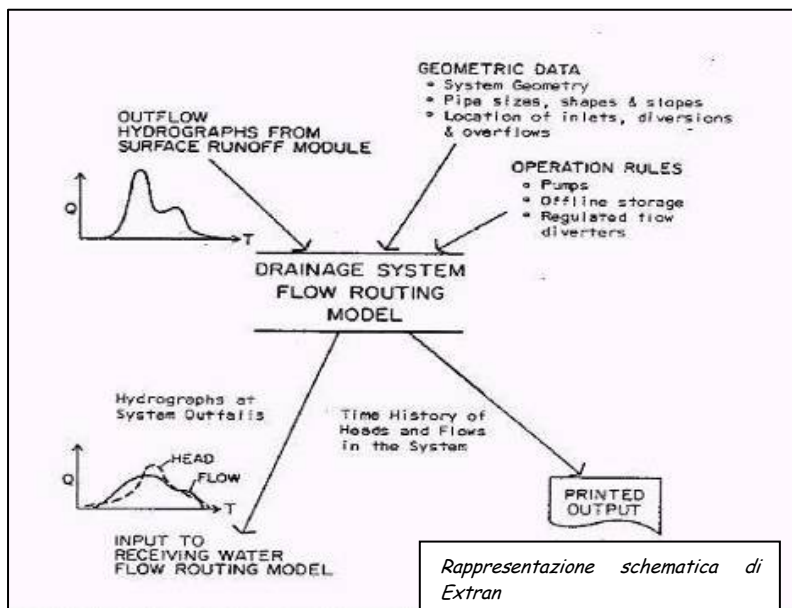 GEOMETRIC DATA
• System Geometry
• Pipe sizes, shapes & slopes
• Location of inlets, diversions
& overflows
OUTFLOW
HYDROGRAPHS FROM
SURFACE RUNOFF MODULE
OPERATION RULES
• Pumps
• Offline storage
• Regulated flow
diverters
Q
T
DRAINAGE SYSTEM
FLOW ROUTING
MODEL
Hydrographs at
System Outfalls
Time History of
Heads and Flows
in the System
HEAD
FLOW
Q
T
PRINTED
OUTPUT
INPUT TO
RECEIVING WATER
FLOW ROUTING MODEL
Rappresentazione schematica di
Extran